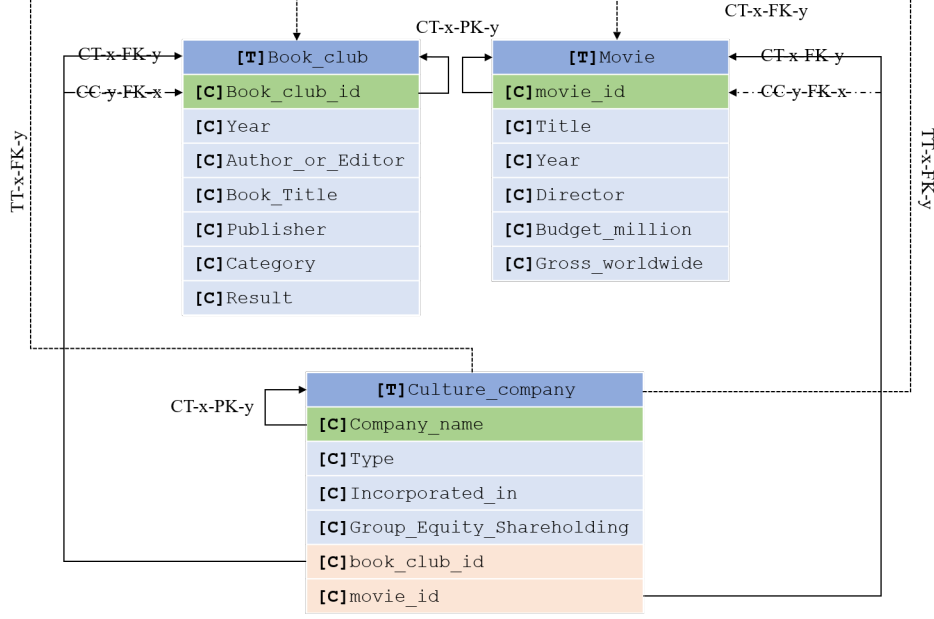 CT-x-FK-y
CT-x-PK-y
CT-x-FK-y
[T]Book_club
[T]Movie
CT-x-FK-y
CC-y-FK-x
[C]Book_club_id
[C]movie_id
CC-y-FK-x
[C]Year
[C]Title
[C]Author_or_Editor
[C]Year
TT-x-FK-y
[C]Book_Title
[C]Director
TT-x-FK-y
[C]Publisher
[C]Budget_million
[C]Category
[C]Gross_worldwide
[C]Result
[T]Culture_company
CT-x-PK-y
[C]Company_name
[C]Type
[C]Incorporated_in
[C]Group_Equity_Shareholding
[C]book_club_id
[C]movie_id